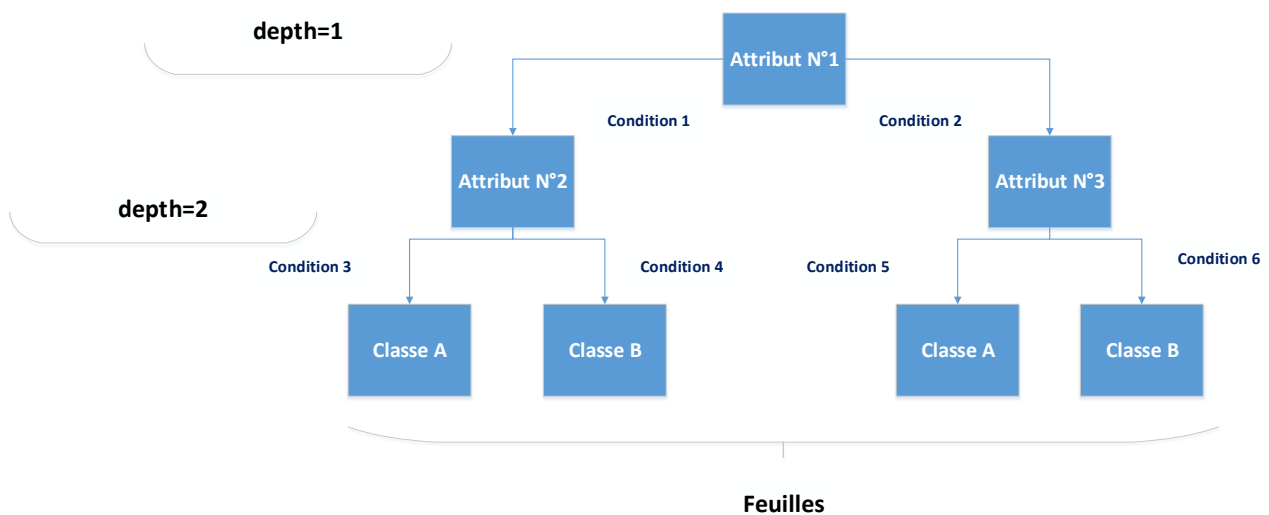 depth=1
Attribut N°1
Condition 1
Condition 2
Attribut N°2
Attribut N°3
depth=2
Condition 3
Condition 4
Condition 5
Condition 6
Classe A
Classe B
Classe A
Classe B
Feuilles